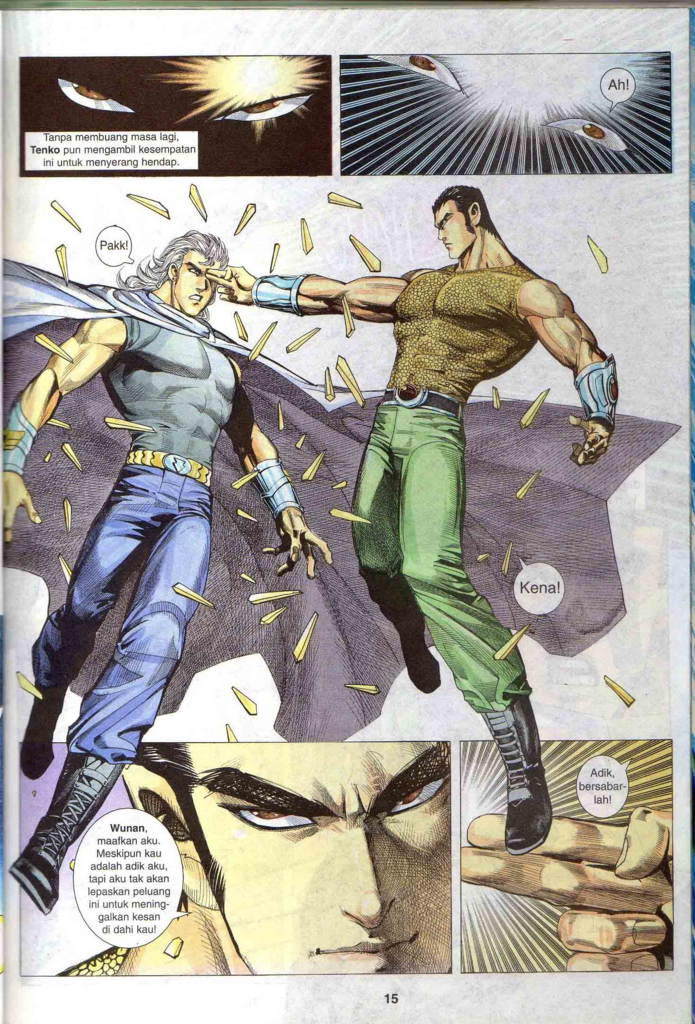 Tanpa membuang masa lagi,
Tenko pun mengambil kesempatan
ini untuk menyerang hendap.
Ah!
Pakk!
Kena!
Wunan,
maafkan aku.
Meskipun kau
adalah adik aku,
tapi aku tak akan
lepaskan peluang
ini untuk mening-
galkan kesan
di dahi kau!
Adik,
bersabar-
lah!
15